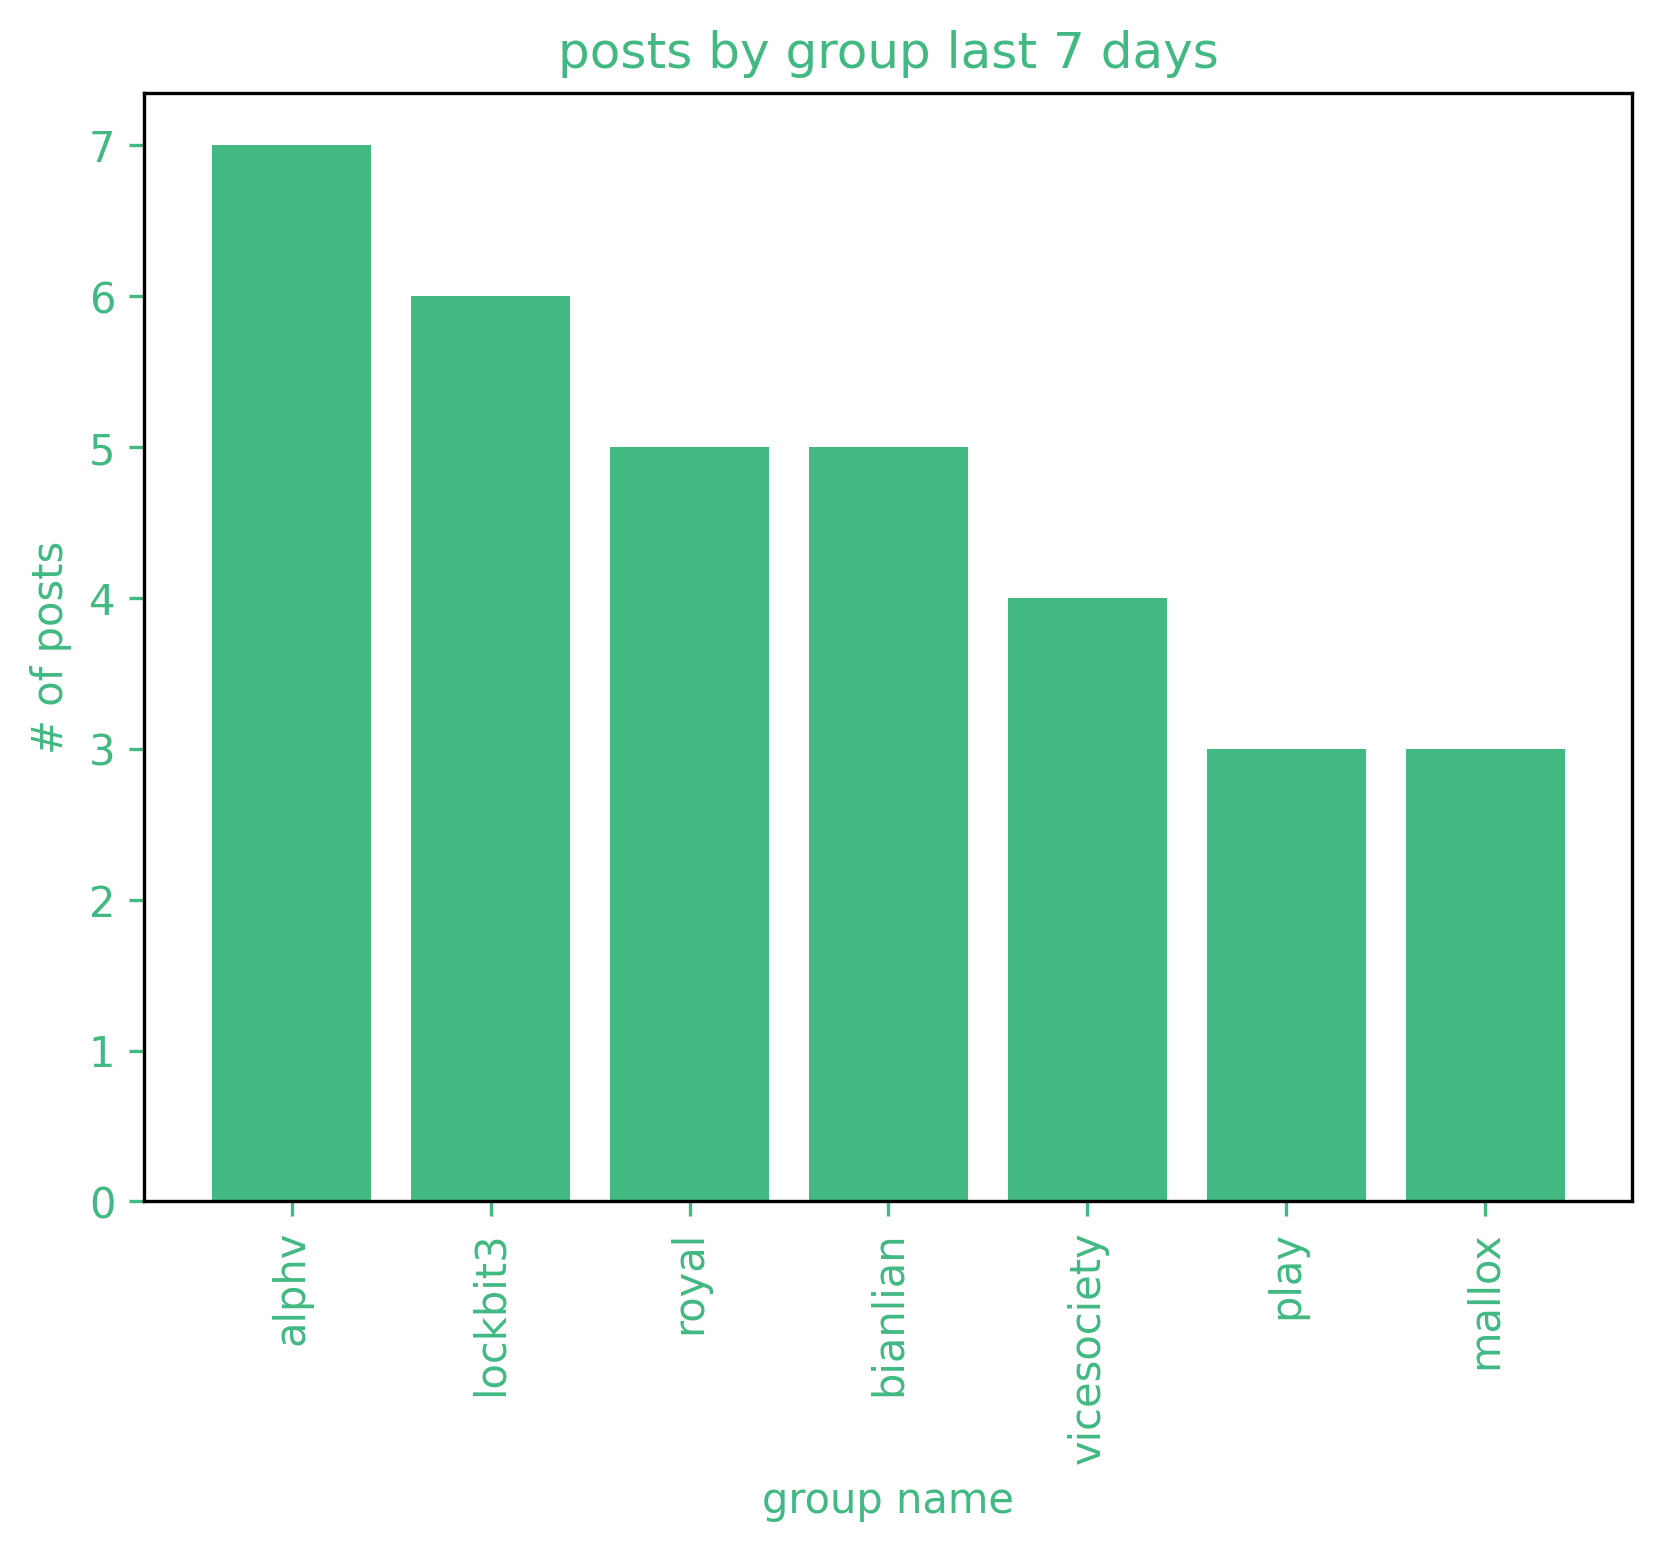 posts by group last 7 days
# of posts
7
6
5
4
3
2
1
0
alphv
lockbit3
royal
bianlian
vicesociety
play
mallox
group name